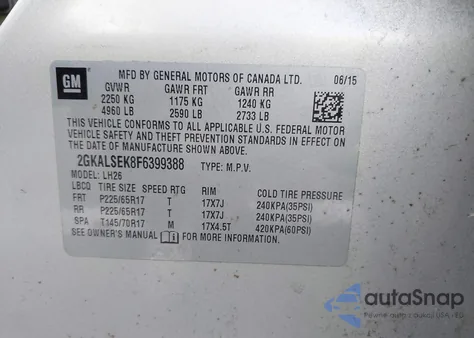 GM
MFD BY GENERAL MOTORS OF CANADA LTD. 06/15
GVWR GAWR FRT GAWR RR
2250 KG 1175 KG 1240 KG
4960 LB 2590 LB 2733 LB
THIS VEHICLE CONFORMS TO ALL APPLICABLE U.S. FEDERAL MOTOR
VEHICLE SAFETY AND THEFT PREVENTION STANDARDS IN EFFECT ON
THE DATE OF MANUFACTURE SHOWN ABOVE.
2GKALSEK8F6399388 TYPE: M.P.V.
MODEL: LH26
LBCQ TIRE SIZE SPEED RTG RIM COLD TIRE PRESSURE
FRT P225/65R17 T 17X7J 240KPA(35PSI)
RR P225/65R17 T 17X7J 240KPA(35PSI)
SPA T145/70R17 M 17X4.5T 420KPA(60PSI)
SEE OWNER'S MANUAL FOR MORE INFORMATION
autoSnap